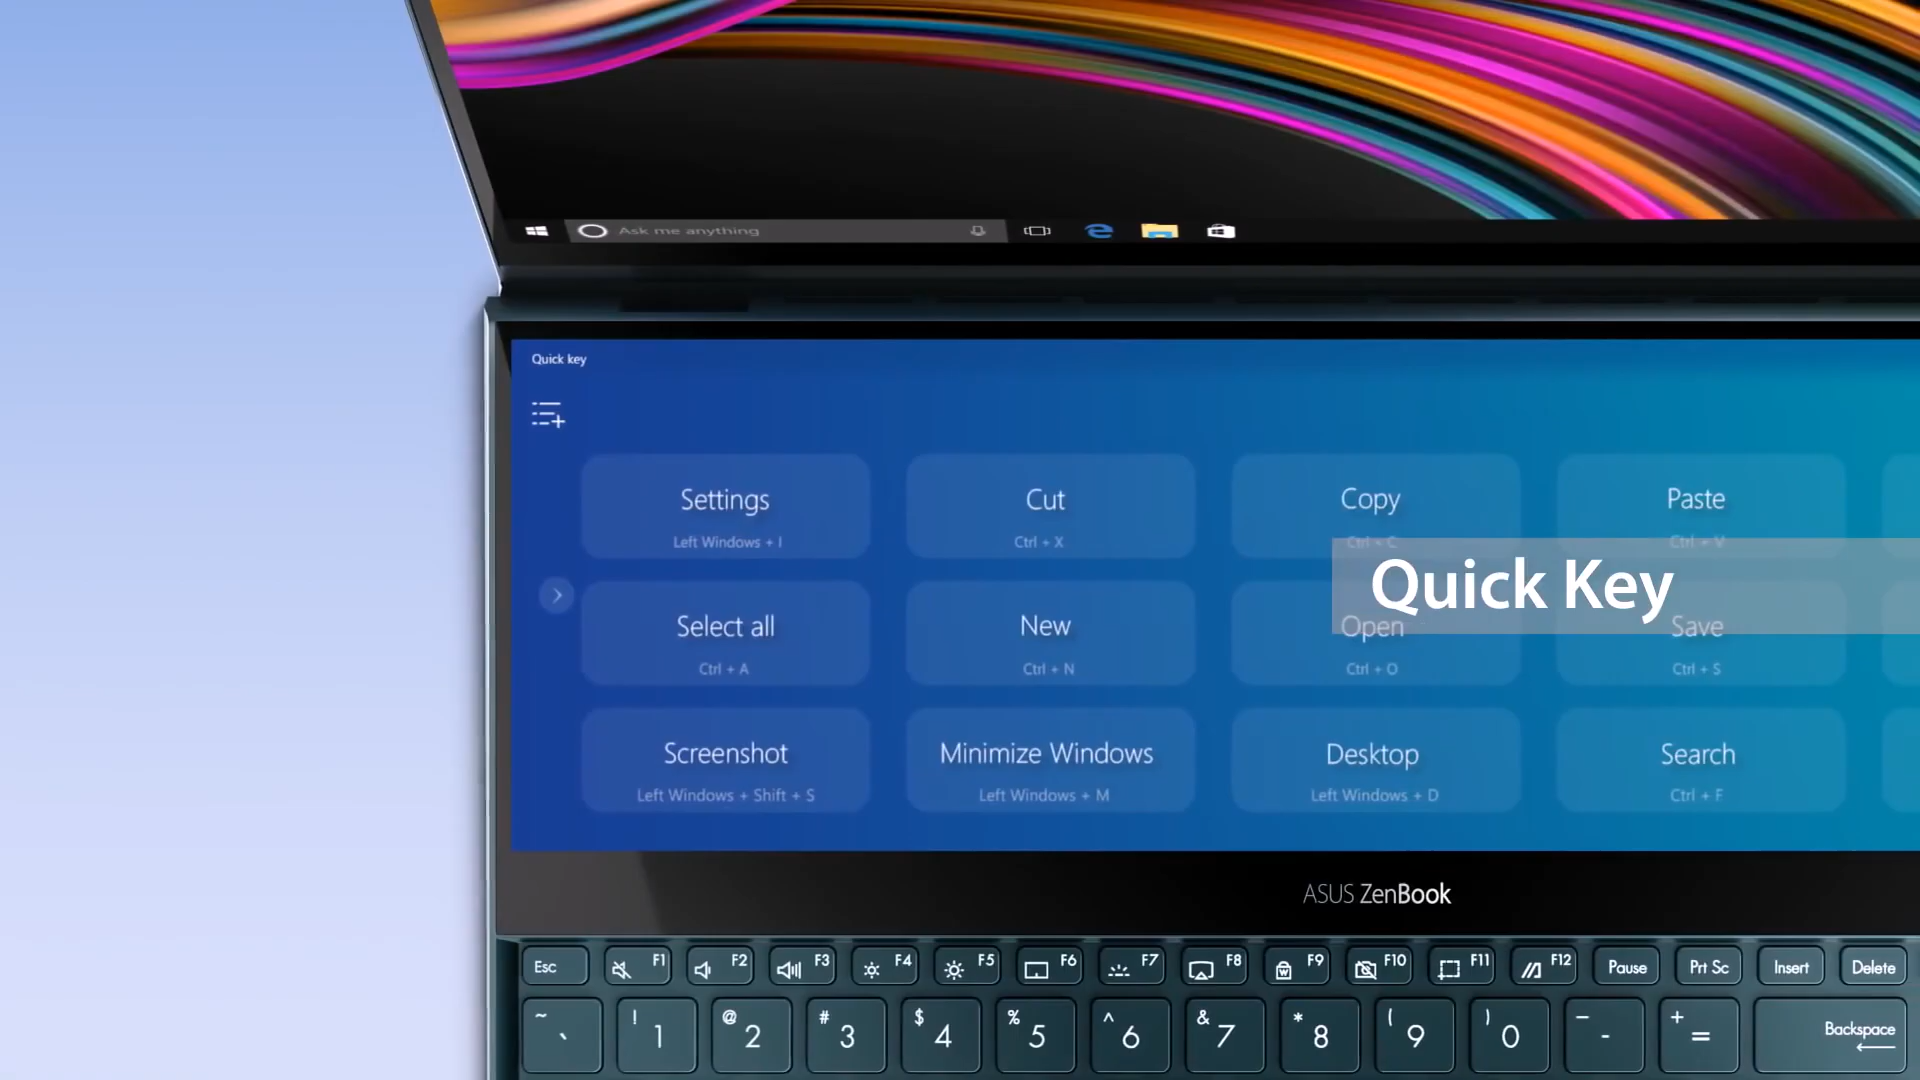 Ask me anything
Quick key
Settings
Left Windows + I
Cut
Ctrl + X
Copy
Ctrl + C
Paste
Ctrl + V
Quick Key
Select all
Ctrl + A
New
Ctrl + N
Open
Ctrl + O
Save
Ctrl + S
Screenshot
Left Windows + Shift + S
Minimize Windows
Left Windows + M
Desktop
Left Windows + D
Search
Ctrl + F
ASUS ZenBook
Esc F1 F2 F3 F4 F5 F6 F7 F8 F9 F10 F11 F12 Pause Prt Sc Insert Delete
~ ! @ # $ % ^ & * ( ) − +
` 1 2 3 4 5 6 7 8 9 0 - = Backspace